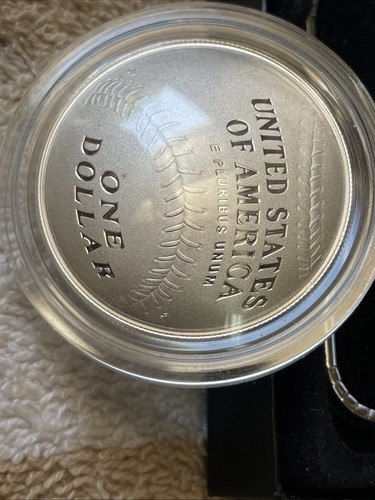 UNITED STATES
OF AMERICA
E PLURIBUS UNUM
ONE
DOLLAR